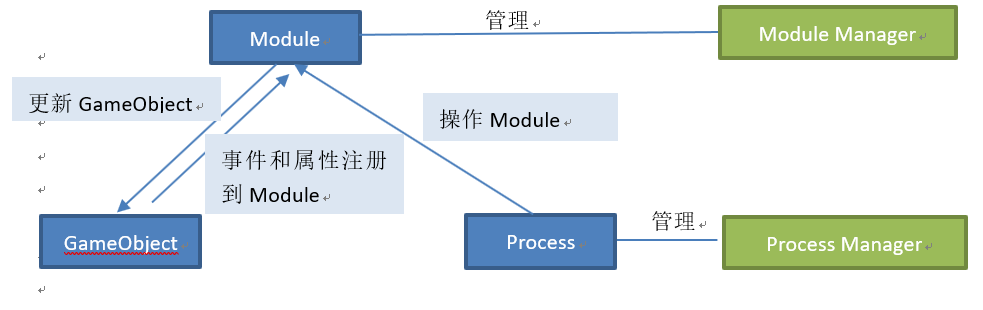 管理
Module
Module Manager
更新 GameObject
操作 Module
事件和属性注册
到 Module
管理
GameObject
Process
Process Manager